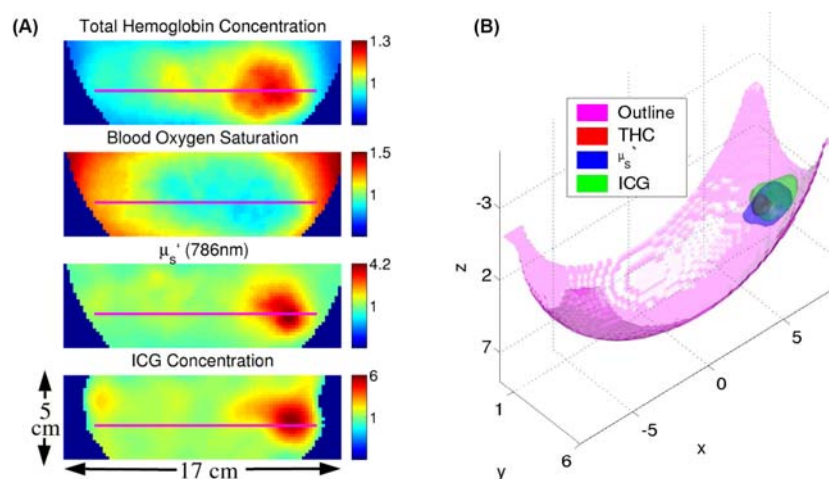 (A)
Total Hemoglobin Concentration
1.3
1
Blood Oxygen Saturation
1.5
1
μs' (786nm)
4.2
1
ICG Concentration
6
1
5
cm
17 cm
(B)
Outline
THC
μs`
ICG
-3
2
7
z
1
6
y
-5
0
5
x